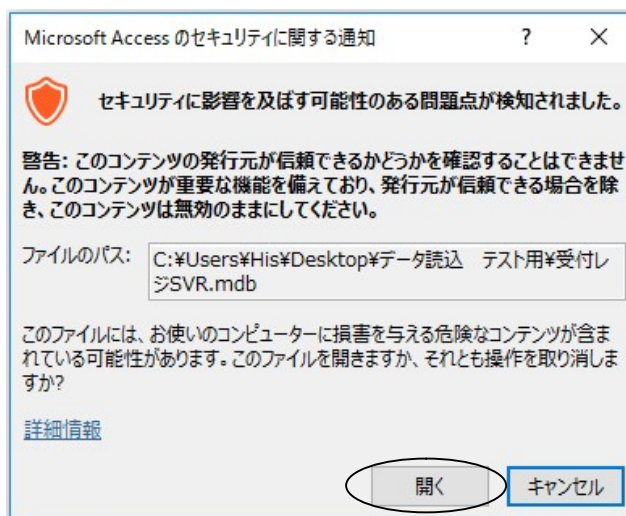 Microsoft Access のセキュリティに関する通知 ? ×
セキュリティに影響を及ぼす可能性のある問題点が検知されました。
警告: このコンテンツの発行元が信頼できるかどうかを確認することはできませ
ん。このコンテンツが重要な機能を備えており、発行元が信頼できる場合を除
き、このコンテンツは無効のままにしてください。
ファイルのパス: C:¥Users¥His¥Desktop¥データ読込　テスト用¥受付レ
ジSVR.mdb
このファイルには、お使いのコンピューターに損害を与える危険なコンテンツが含ま
れている可能性があります。このファイルを開きますか、それとも操作を取り消しま
すか?
詳細情報
開く キャンセル